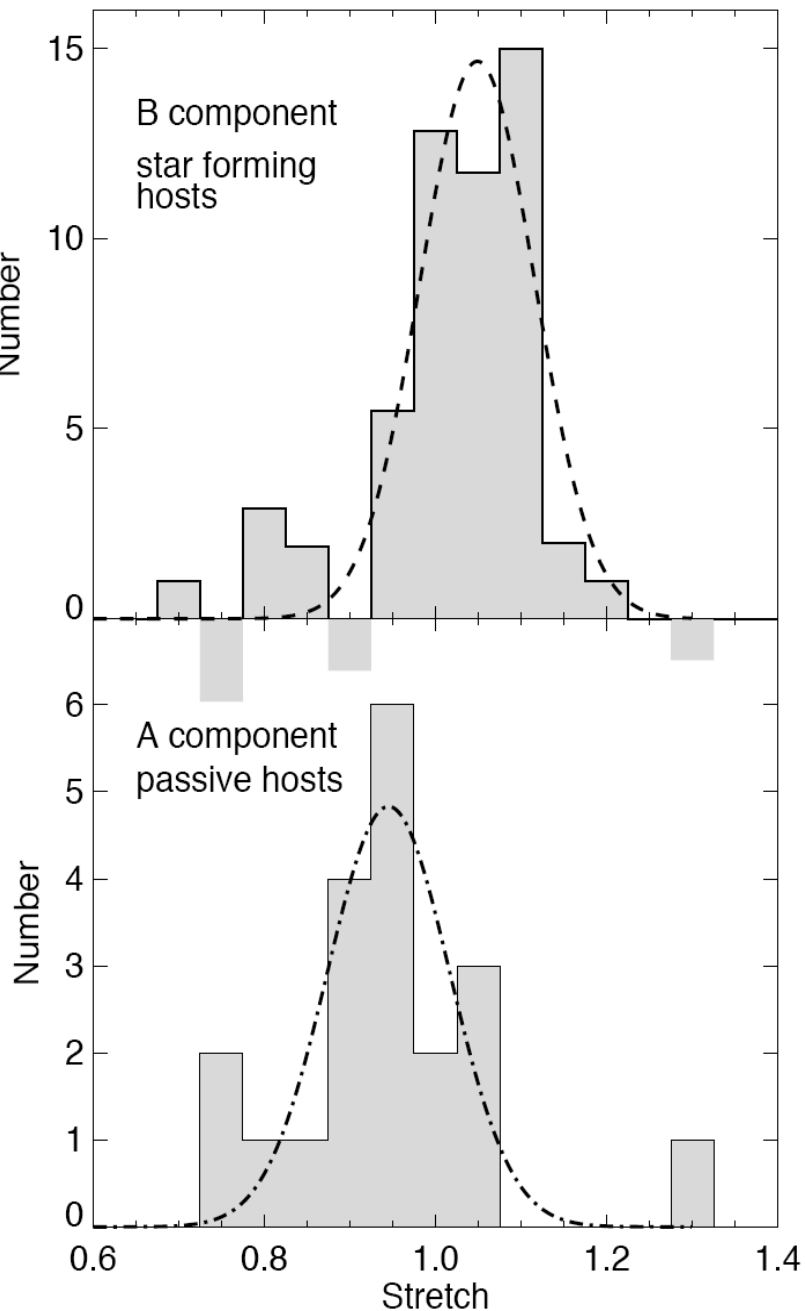 15
B component
star forming
hosts
10
Number
5
0
6
A component
passive hosts
5
4
Number
3
2
1
0
0.6 0.8 1.0 1.2 1.4
Stretch